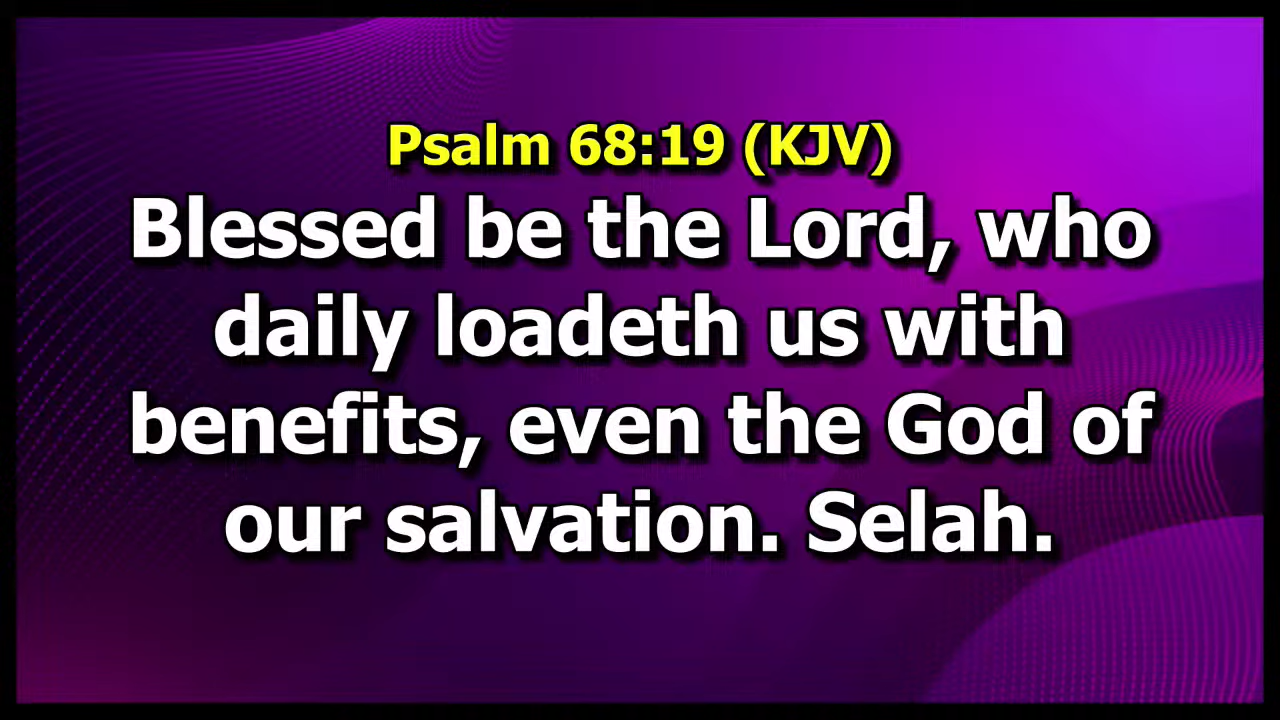 Psalm 68:19 (KJV)
Blessed be the Lord, who
daily loadeth us with
benefits, even the God of
our salvation. Selah.